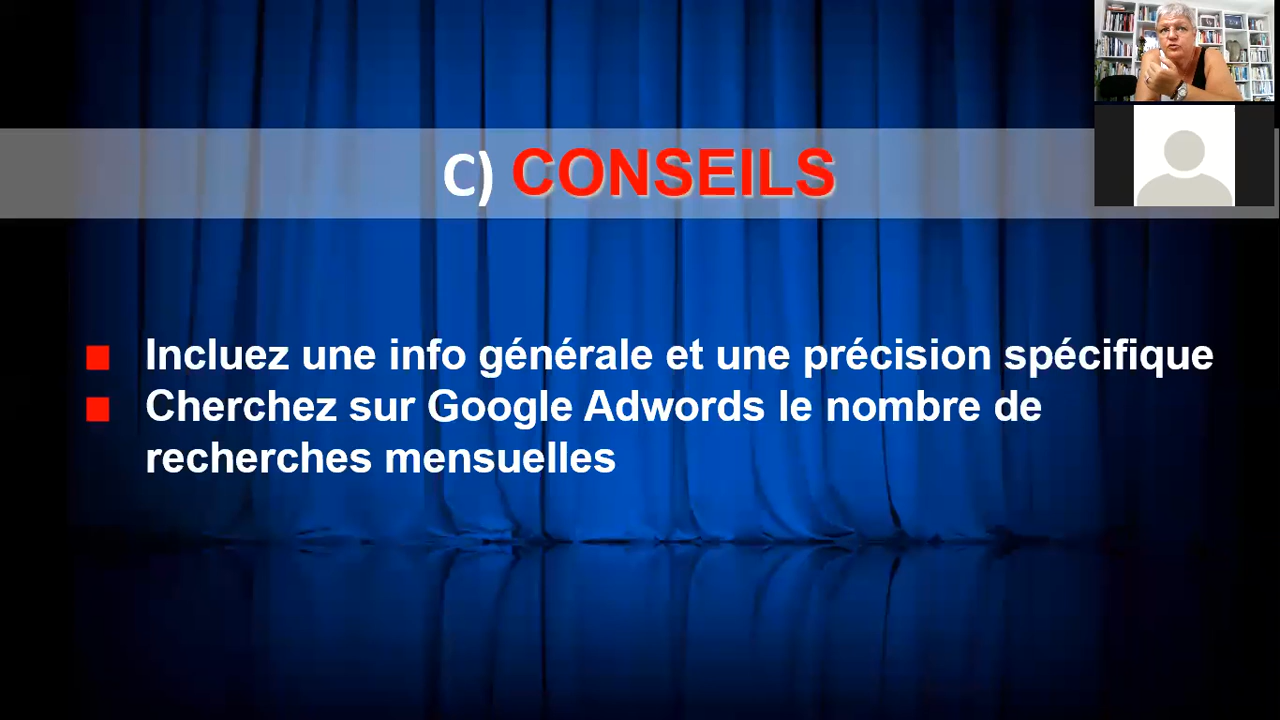 C) CONSEILS
Incluez une info générale et une précision spécifique
Cherchez sur Google Adwords le nombre de
recherches mensuelles